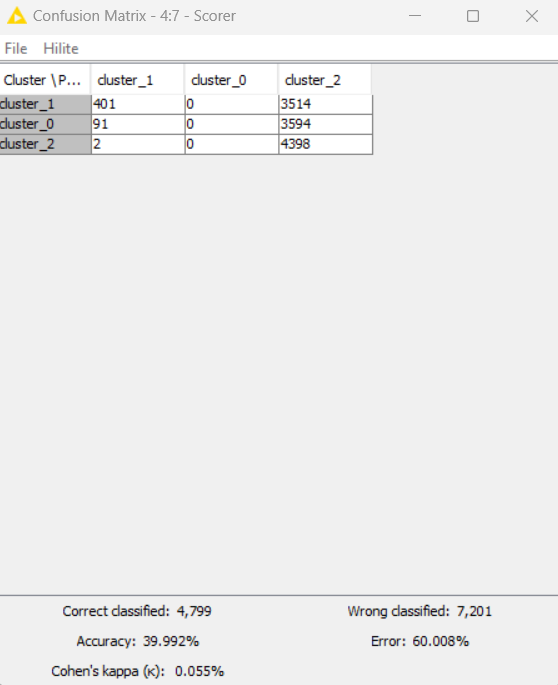 Confusion Matrix - 4:7 - Scorer
File Hilite
Cluster \P... cluster_1 cluster_0 cluster_2
cluster_1 401 0 3514
cluster_0 91 0 3594
cluster_2 2 0 4398
Correct classified: 4,799 Wrong classified: 7,201
Accuracy: 39.992% Error: 60.008%
Cohen's kappa (κ): 0.055%